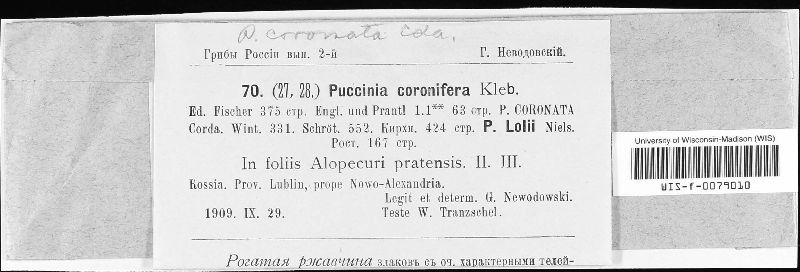 P. coronata Cda.
Грибы Россіи вып. 2-й Г. Неводовскій.
70. (27, 28.) Puccinia coronifera Kleb.
Ed. Fischer 375 стр. Engl. und Prantl 1.1** 63 стр. P. CORONATA
Corda. Wint. 331. Schröt. 552. Кирхн. 424 стр. P. Lolii Niels.
Рост. 167 стр.
In foliis Alopecuri pratensis. II. III.
Rossia. Prov. Lublin, prope Nowo-Alexandria.
Legit et determ. G. Newodowski.
1909. IX. 29. Teste W. Tranzschel.
Рогатая ржавчина злаковъ съ оч. характерными телей-
University of Wisconsin-Madison (WIS)
WIS-f-0079010